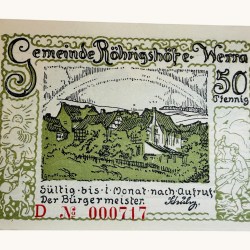 Gemeinde Röhrigshof e. Werra
50
Pfennig
Gültig bis 1 Monat nach Aufruf.
Der Bürgermeister
D № 000717